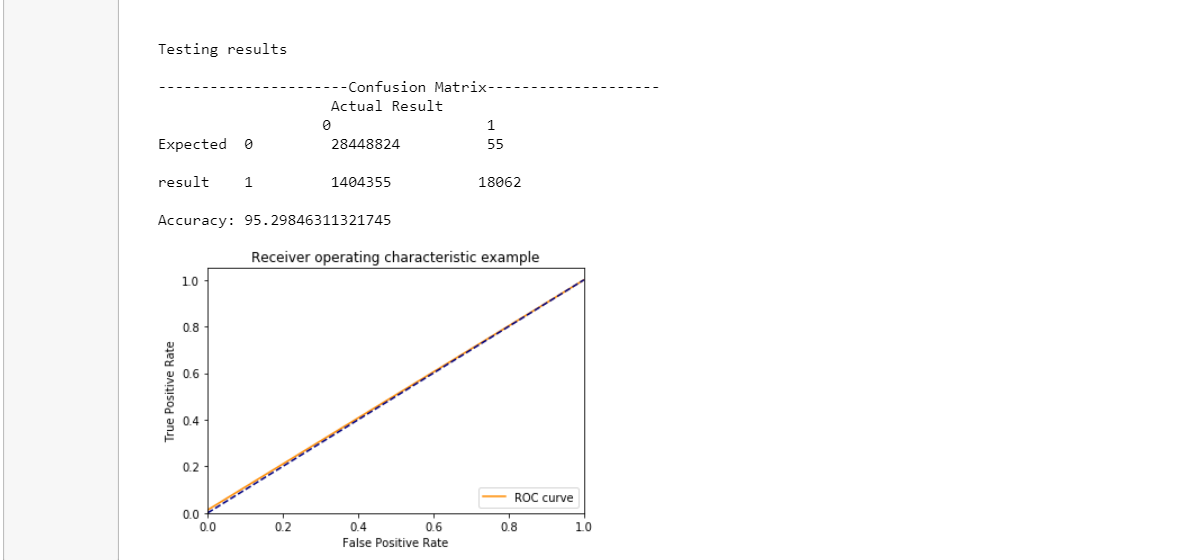 Testing results
----------------------Confusion Matrix--------------------
Actual Result
0 1
Expected 0 28448824 55
result 1 1404355 18062
Accuracy: 95.29846311321745
Receiver operating characteristic example
1.0
0.8
0.6
0.4
0.2
0.0
True Positive Rate
ROC curve
0.0 0.2 0.4 0.6 0.8 1.0
False Positive Rate